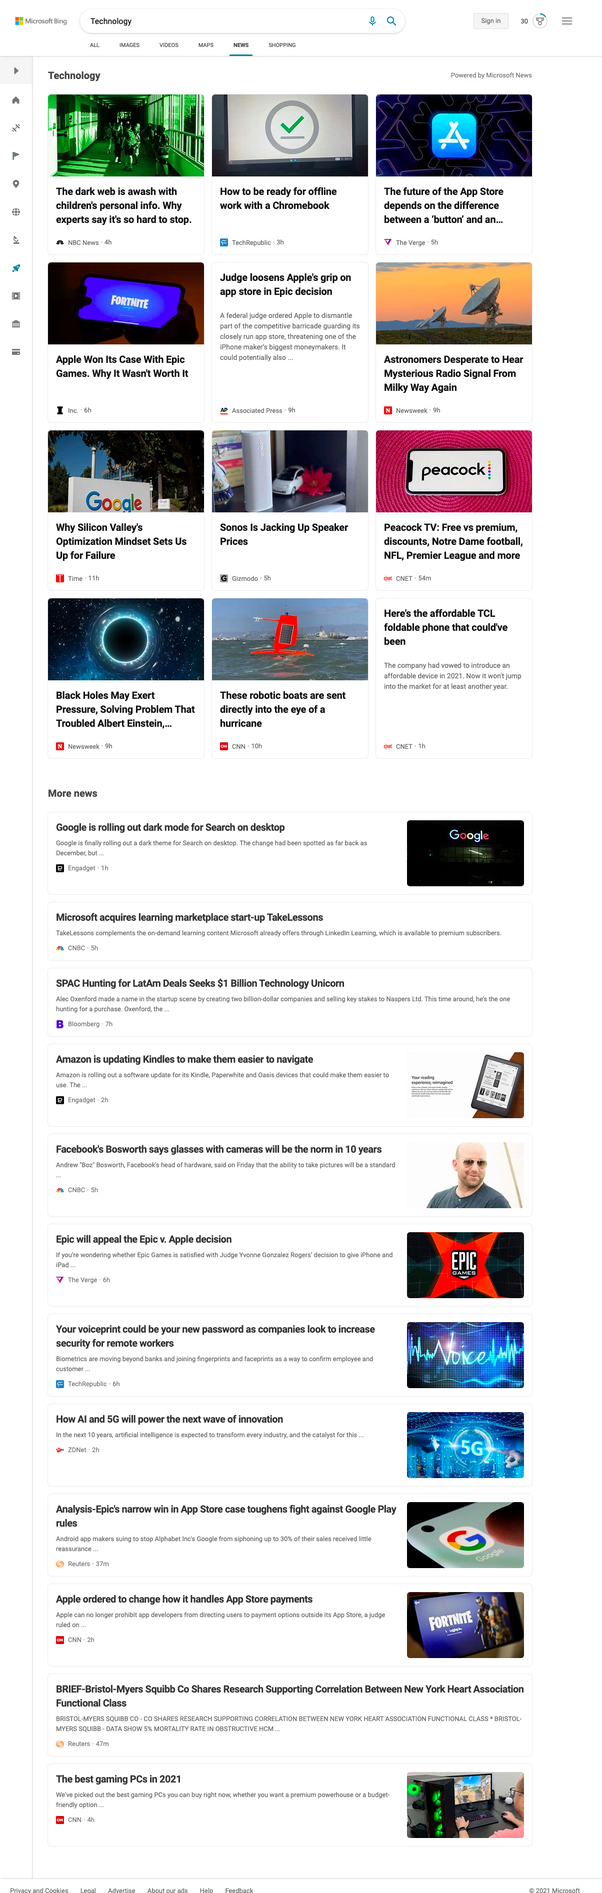 Microsoft Bing
Technology
Sign in
30
ALL
IMAGES
VIDEOS
MAPS
NEWS
SHOPPING
Technology
Powered by Microsoft News
The dark web is awash with
children's personal info. Why
experts say it's so hard to stop.
NBC News · 4h
How to be ready for offline
work with a Chromebook
TechRepublic · 3h
The future of the App Store
depends on the difference
between a ‘button’ and an...
The Verge · 5h
FORTNITE
Apple Won Its Case With Epic
Games. Why It Wasn't Worth It
Inc. · 6h
Judge loosens Apple's grip on
app store in Epic decision
A federal judge ordered Apple to dismantle
part of the competitive barricade guarding its
closely run app store, threatening one of the
iPhone maker's biggest moneymakers. It
could potentially also ...
AP
Associated Press · 9h
Astronomers Desperate to Hear
Mysterious Radio Signal From
Milky Way Again
Newsweek · 9h
Google
Why Silicon Valley's
Optimization Mindset Sets Us
Up for Failure
Time · 11h
Sonos Is Jacking Up Speaker
Prices
Gizmodo · 5h
peacock
Peacock TV: Free vs premium,
discounts, Notre Dame football,
NFL, Premier League and more
CNET · 54m
Black Holes May Exert
Pressure, Solving Problem That
Troubled Albert Einstein,...
Newsweek · 9h
These robotic boats are sent
directly into the eye of a
hurricane
CNN · 10h
Here's the affordable TCL
foldable phone that could've
been
The company had vowed to introduce an
affordable device in 2021. Now it won't jump
into the market for at least another year.
CNET · 1h
More news
Google is rolling out dark mode for Search on desktop
Google is finally rolling out a dark theme for Search on desktop. The change had been spotted as far back as
December, but ...
Engadget · 1h
Google
Microsoft acquires learning marketplace start-up TakeLessons
TakeLessons complements the on-demand learning content Microsoft already offers through LinkedIn Learning, which is available to premium subscribers.
CNBC · 5h
SPAC Hunting for LatAm Deals Seeks $1 Billion Technology Unicorn
Alec Oxenford made a name in the startup scene by creating two billion-dollar companies and selling key stakes to Naspers Ltd. This time around, he's the one
hunting for a purchase. Oxenford, the ...
Bloomberg · 7h
Amazon is updating Kindles to make them easier to navigate
Amazon is rolling out a software update for its Kindle, Paperwhite and Oasis devices that could make them easier to
use. The ...
Engadget · 2h
Your reading
experience, reimagined
Facebook's Bosworth says glasses with cameras will be the norm in 10 years
Andrew "Boz" Bosworth, Facebook's head of hardware, said on Friday that the ability to take pictures will be a standard
...
CNBC · 5h
Epic will appeal the Epic v. Apple decision
If you're wondering whether Epic Games is satisfied with Judge Yvonne Gonzalez Rogers' decision to give iPhone and
iPad ...
The Verge · 6h
EPIC
GAMES
Your voiceprint could be your new password as companies look to increase
security for remote workers
Biometrics are moving beyond banks and joining fingerprints and faceprints as a way to confirm employee and
customer ...
TechRepublic · 6h
Voice
How AI and 5G will power the next wave of innovation
In the next 10 years, artificial intelligence is expected to transform every industry, and the catalyst for this ...
ZDNet · 2h
5G
Analysis-Epic's narrow win in App Store case toughens fight against Google Play
rules
Android app makers suing to stop Alphabet Inc's Google from siphoning up to 30% of their sales received little
reassurance ...
Reuters · 37m
Google
Apple ordered to change how it handles App Store payments
Apple can no longer prohibit app developers from directing users to payment options outside its App Store, a judge
ruled on ...
CNN · 2h
FORTNITE
BRIEF-Bristol-Myers Squibb Co Shares Research Supporting Correlation Between New York Heart Association
Functional Class
BRISTOL-MYERS SQUIBB CO - CO SHARES RESEARCH SUPPORTING CORRELATION BETWEEN NEW YORK HEART ASSOCIATION FUNCTIONAL CLASS * BRISTOL-
MYERS SQUIBB - DATA SHOW 5% MORTALITY RATE IN OBSTRUCTIVE HCM ...
Reuters · 47m
The best gaming PCs in 2021
We've picked out the best gaming PCs you can buy right now, whether you want a premium powerhouse or a budget-
friendly option ...
CNN · 4h
Privacy and Cookies
Legal
Advertise
About our ads
Help
Feedback
© 2021 Microsoft